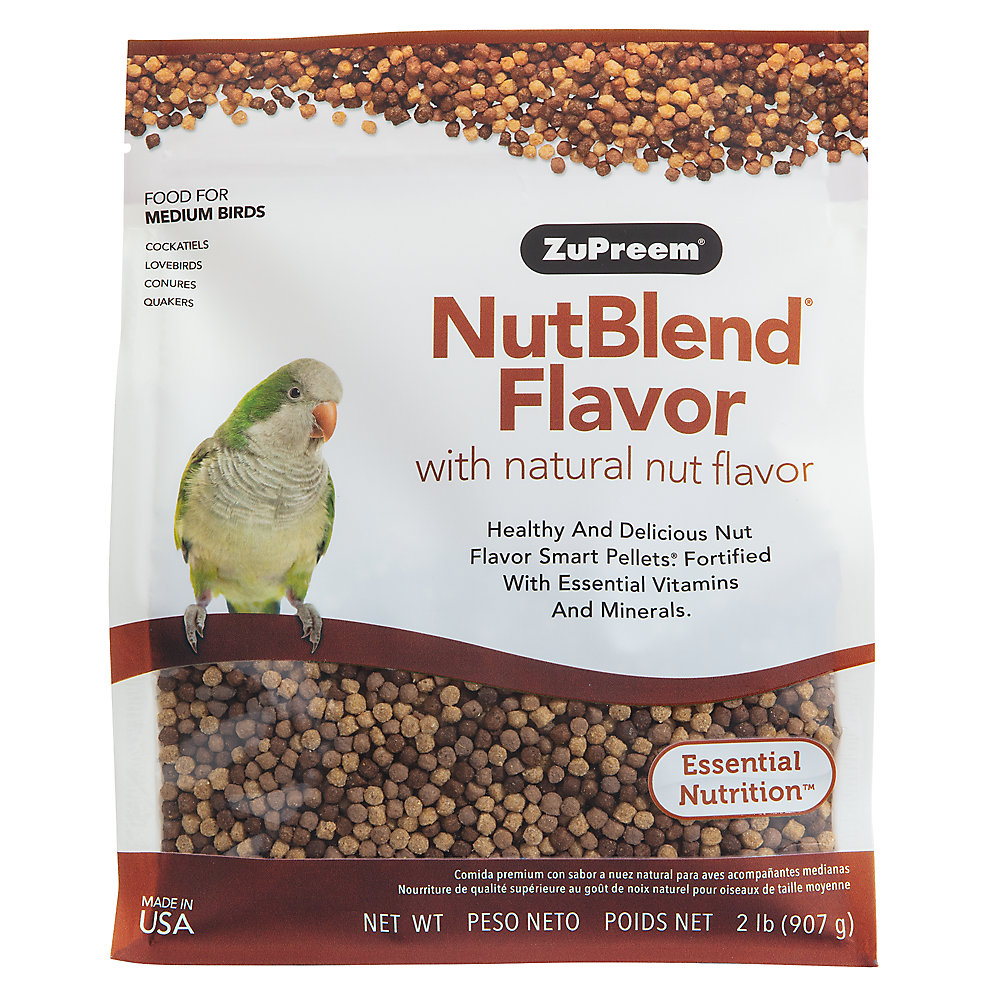 FOOD FOR
MEDIUM BIRDS
COCKATIELS
LOVEBIRDS
CONURES
QUAKERS
ZuPreem®
NutBlend®
Flavor
with natural nut flavor
Healthy And Delicious Nut
Flavor Smart Pellets®. Fortified
With Essential Vitamins
And Minerals.
Essential
Nutrition™
Comida premium con sabor a nuez natural para aves acompañantes medianas
Nourriture de qualité supérieure au goût de noix naturel pour oiseaux de taille moyenne
MADE IN
USA
NET WT PESO NETO POIDS NET 2 lb (907 g)